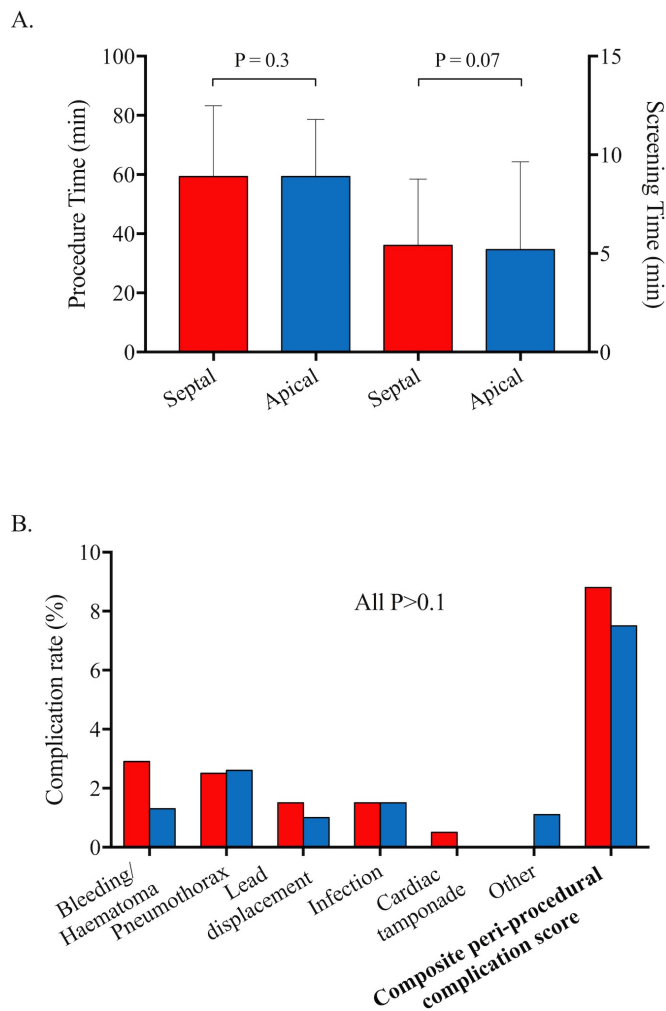 A.
P = 0.3
P = 0.07
Procedure Time (min)
100
80
60
40
20
0
Screening Time (min)
15
10
5
0
Septal
Apical
Septal
Apical
B.
Complication rate (%)
10
8
6
4
2
0
All P>0.1
Bleeding/
Haematoma
Pneumothorax
Lead
displacement
Infection
Cardiac
tamponade
Other
Composite peri-procedural
complication score